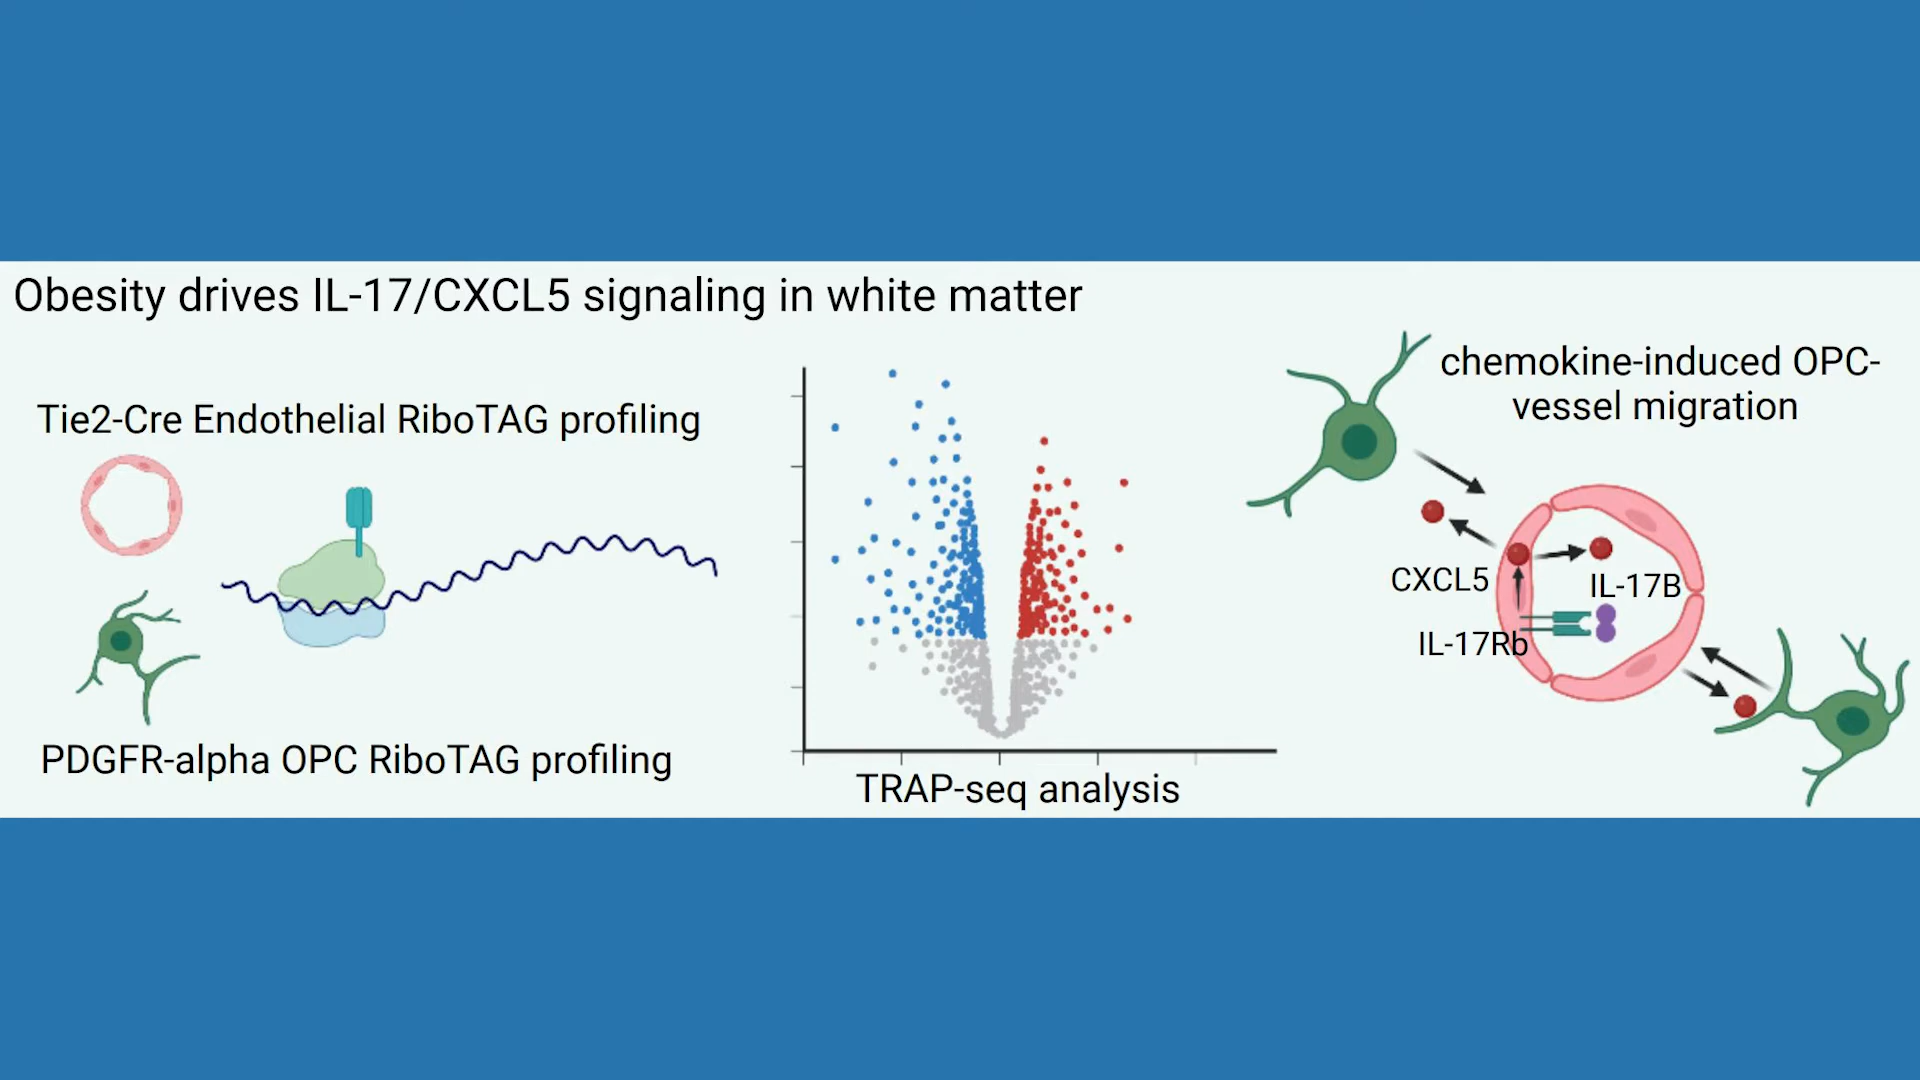 Obesity drives IL-17/CXCL5 signaling in white matter
Tie2-Cre Endothelial RiboTAG profiling
PDGFR-alpha OPC RiboTAG profiling
TRAP-seq analysis
chemokine-induced OPC-
vessel migration
CXCL5
IL-17B
IL-17Rb